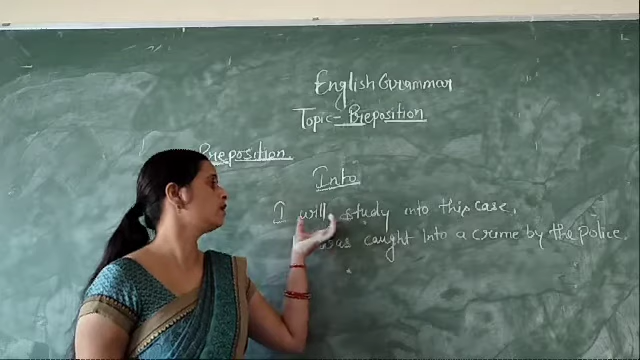 English Grammar
Topic- Preposition
Preposition.
Into
I will study into this case.
was caught into a crime by the police.